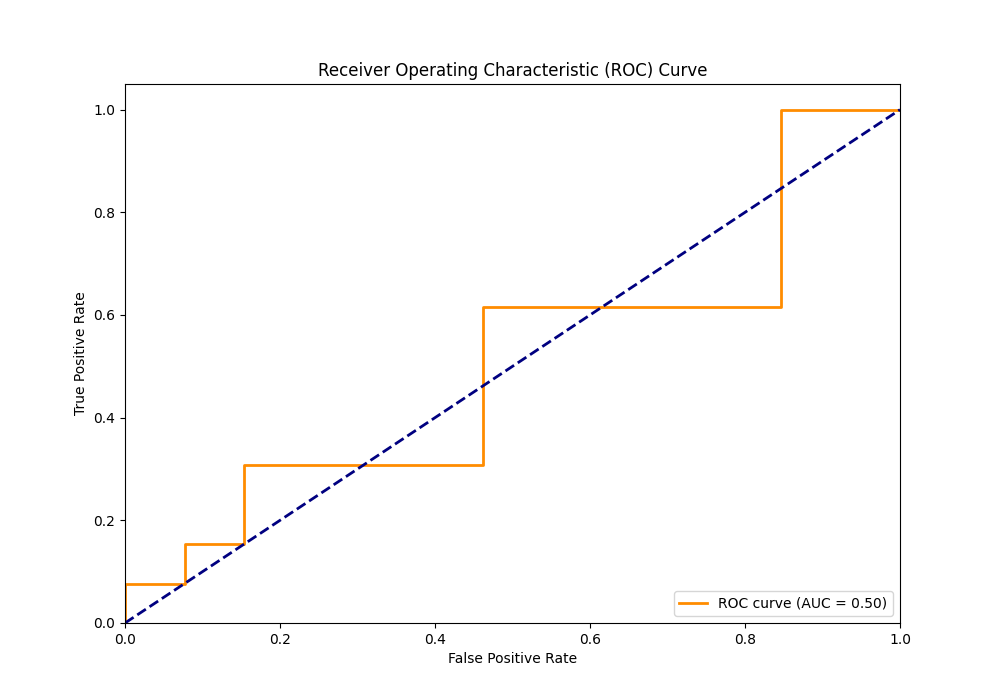 Receiver Operating Characteristic (ROC) Curve
True Positive Rate
1.0
0.8
0.6
0.4
0.2
0.0
0.0 0.2 0.4 0.6 0.8 1.0
False Positive Rate
ROC curve (AUC = 0.50)